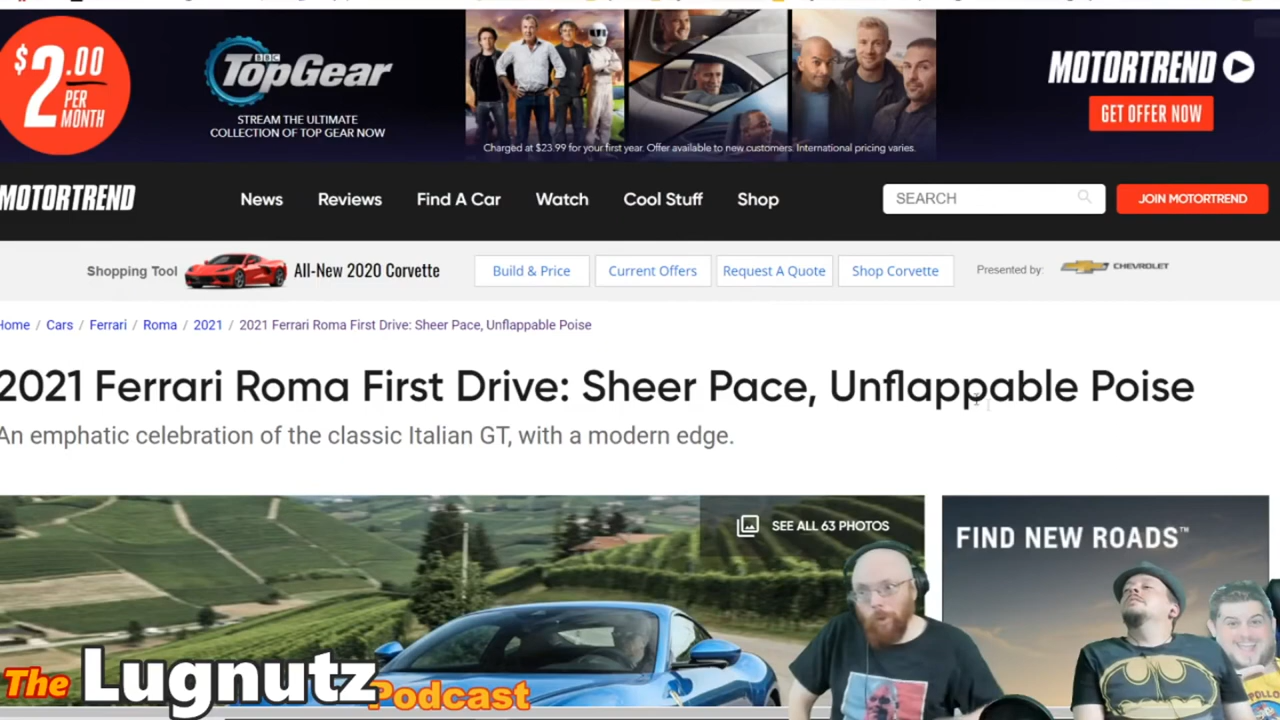 $2.00
PER
MONTH
BBC
TopGear
STREAM THE ULTIMATE
COLLECTION OF TOP GEAR NOW
Charged at $23.99 for your first year. Offer available to new customers. International pricing varies.
MOTORTREND
GET OFFER NOW
MOTORTREND
News Reviews Find A Car Watch Cool Stuff Shop
SEARCH
JOIN MOTORTREND
Shopping Tool All-New 2020 Corvette Build & Price Current Offers Request A Quote Shop Corvette Presented by: CHEVROLET
Home / Cars / Ferrari / Roma / 2021 / 2021 Ferrari Roma First Drive: Sheer Pace, Unflappable Poise
2021 Ferrari Roma First Drive: Sheer Pace, Unflappable Poise
An emphatic celebration of the classic Italian GT, with a modern edge.
SEE ALL 63 PHOTOS
FIND NEW ROADS™
The Lugnutz Podcast